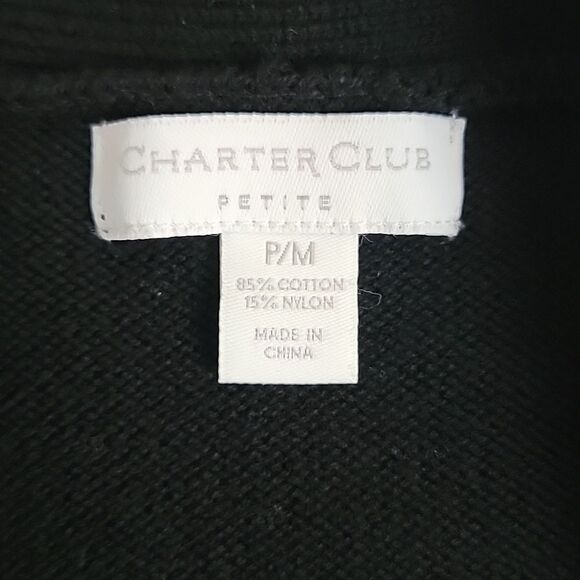 CHARTER CLUB
PETITE
P/M
85% COTTON
15% NYLON
MADE IN
CHINA